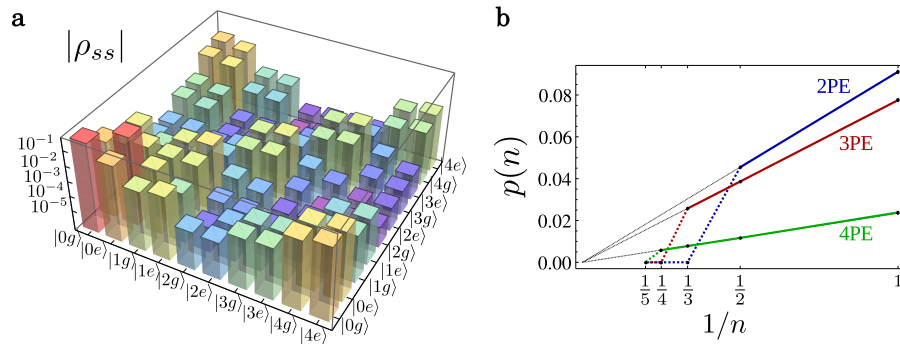 a
|ρss|
10⁻¹
10⁻²
10⁻³
10⁻⁴
10⁻⁵
|0g⟩
|0e⟩
|1g⟩
|1e⟩
|2g⟩
|2e⟩
|3g⟩
|3e⟩
|4g⟩
|4e⟩
|0g⟩
|0e⟩
|1g⟩
|1e⟩
|2g⟩
|2e⟩
|3g⟩
|3e⟩
|4g⟩
|4e⟩
b
p(n)
0.08
0.06
0.04
0.02
0.00
2PE
3PE
4PE
1/5 1/4 1/3 1/2 1
1/n